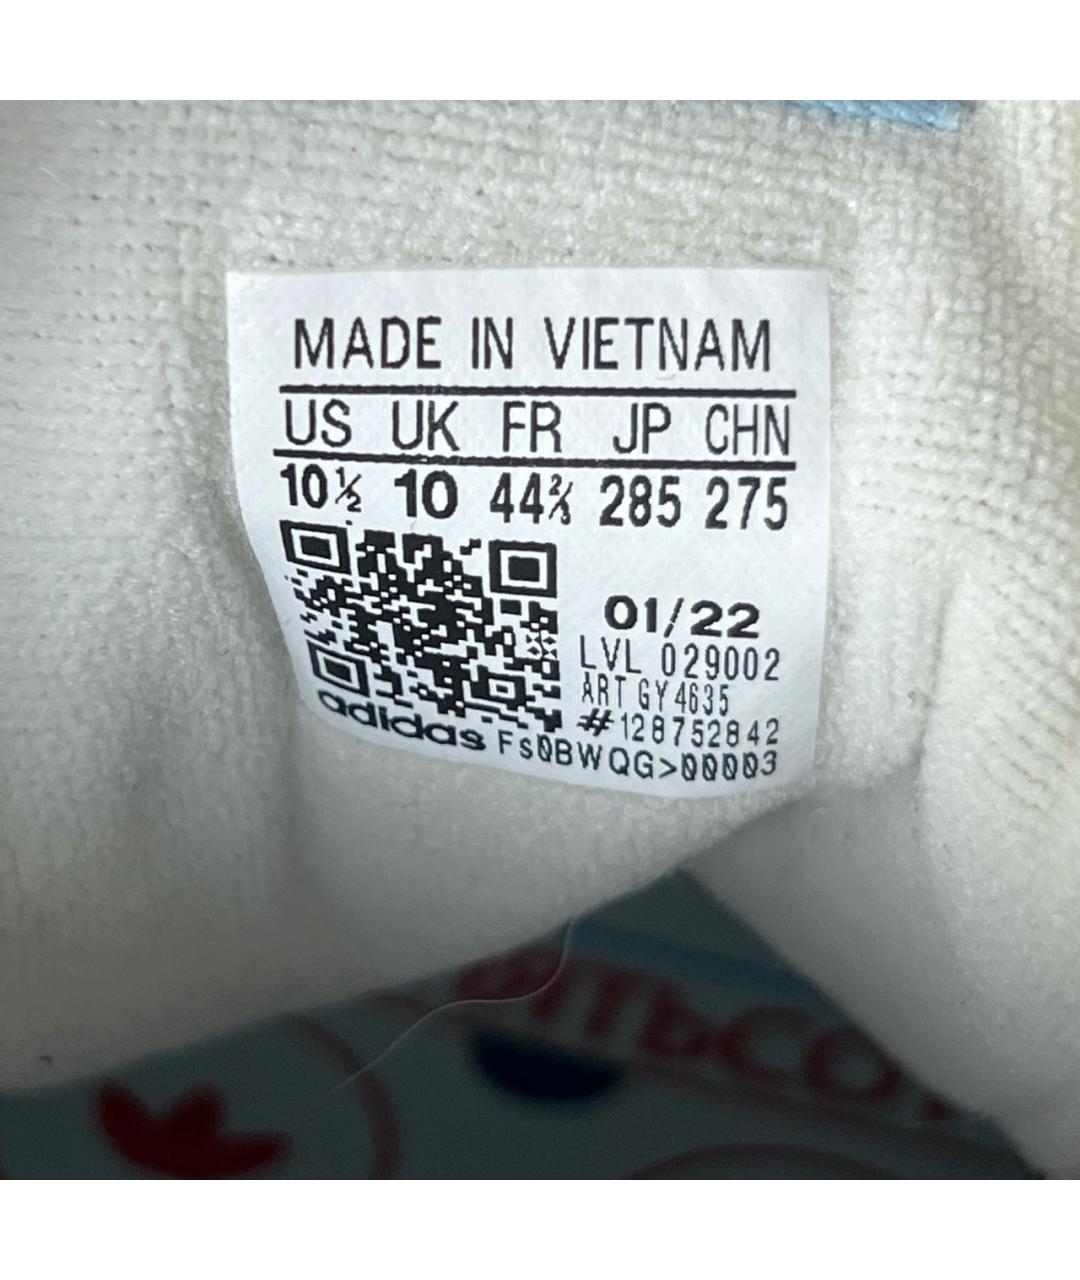 MADE IN VIETNAM
US UK FR JP CHN
10½ 10 44⅔ 285 275
01/22
LVL 029002
ART GY4635
#128752842
adidas Fs0BWQG>00003